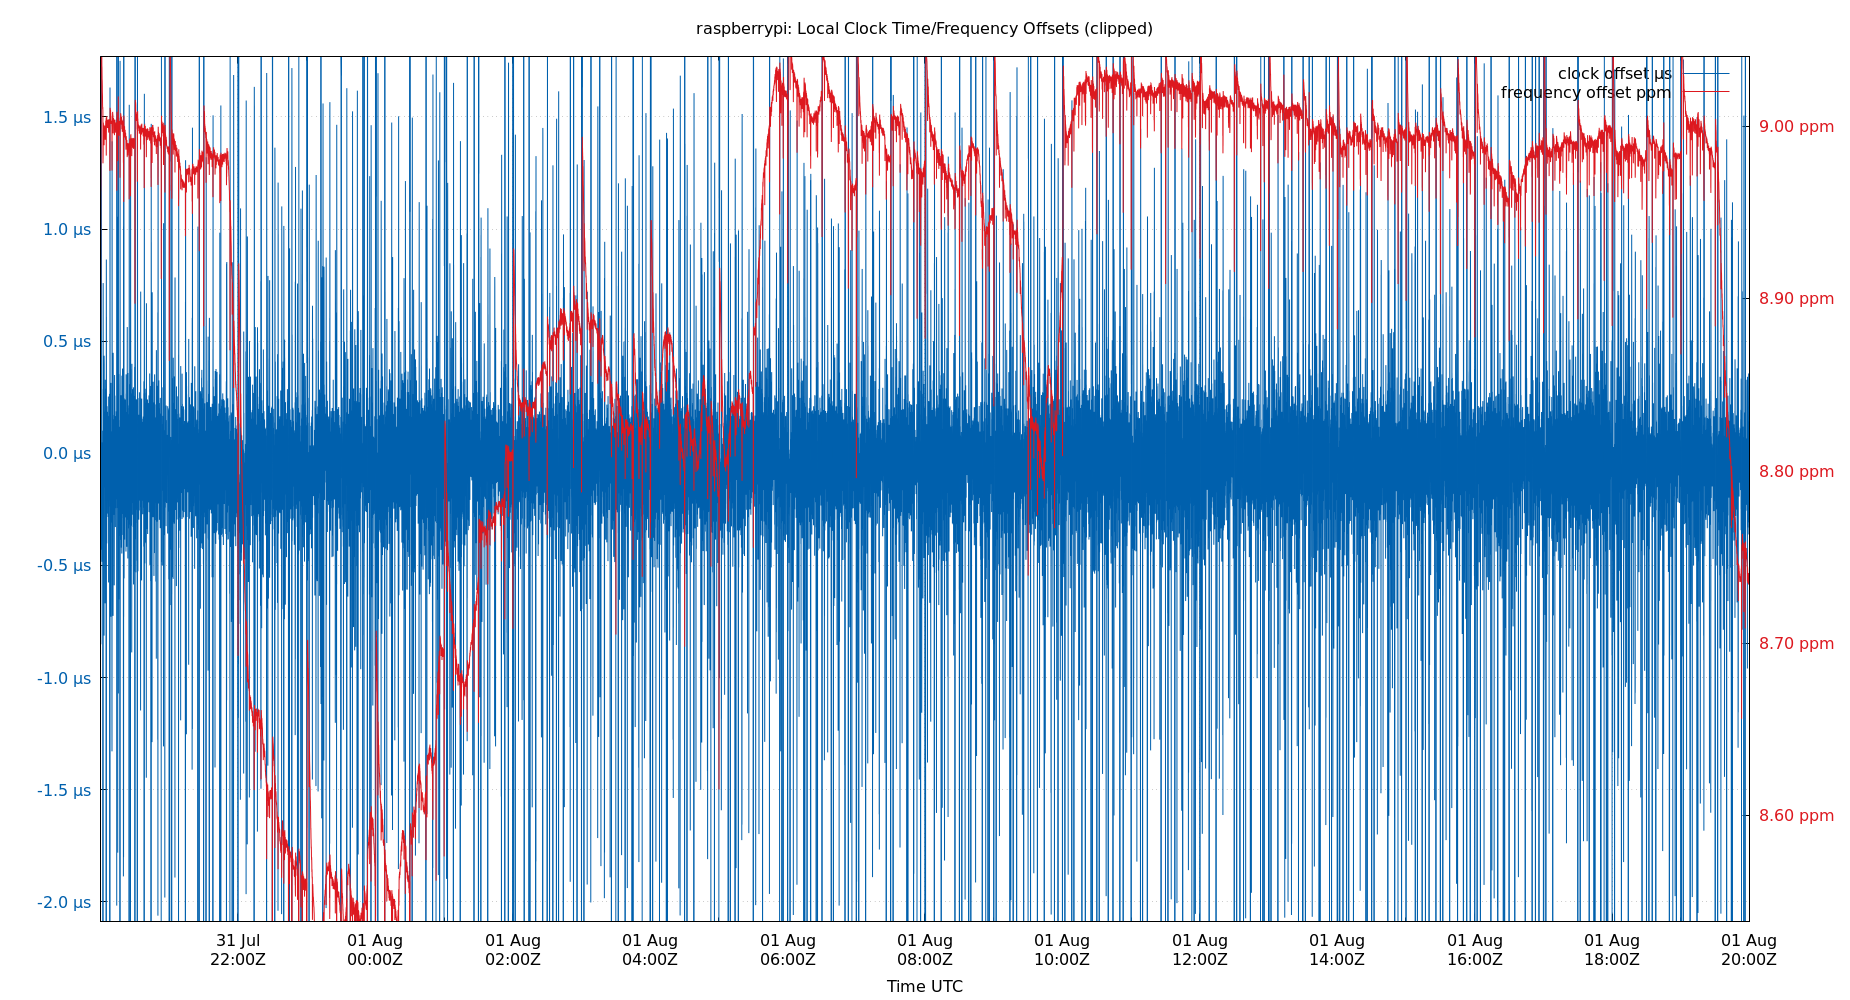 raspberrypi: Local Clock Time/Frequency Offsets (clipped)
clock offset µs
frequency offset ppm
1.5 µs
1.0 µs
0.5 µs
0.0 µs
-0.5 µs
-1.0 µs
-1.5 µs
-2.0 µs
9.00 ppm
8.90 ppm
8.80 ppm
8.70 ppm
8.60 ppm
31 Jul 22:00Z
01 Aug 00:00Z
01 Aug 02:00Z
01 Aug 04:00Z
01 Aug 06:00Z
01 Aug 08:00Z
01 Aug 10:00Z
01 Aug 12:00Z
01 Aug 14:00Z
01 Aug 16:00Z
01 Aug 18:00Z
01 Aug 20:00Z
Time UTC